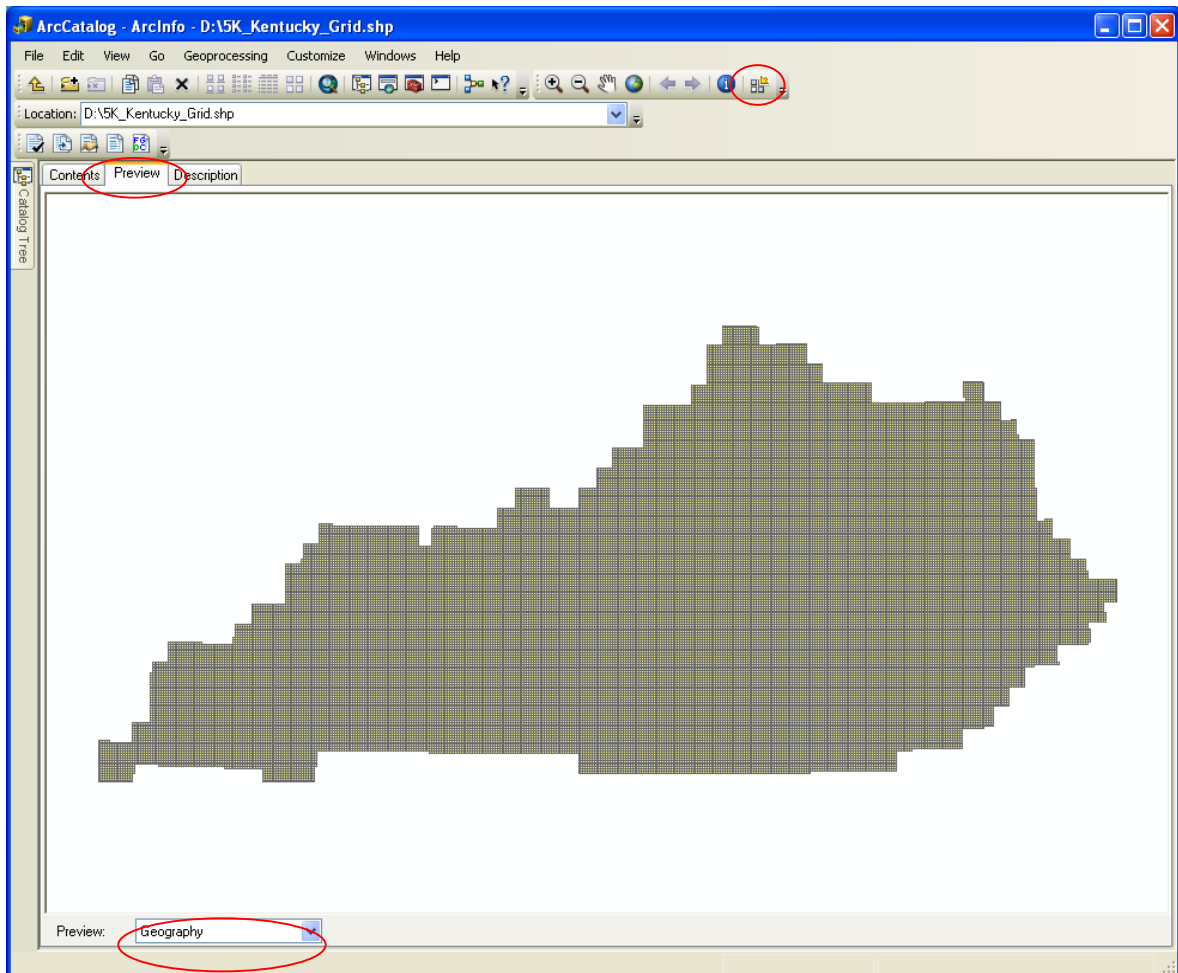 ArcCatalog - ArcInfo - D:\5K_Kentucky_Grid.shp
File Edit View Go Geoprocessing Customize Windows Help
Location: D:\5K_Kentucky_Grid.shp
Contents Preview Description
Catalog Tree
Preview: Geography